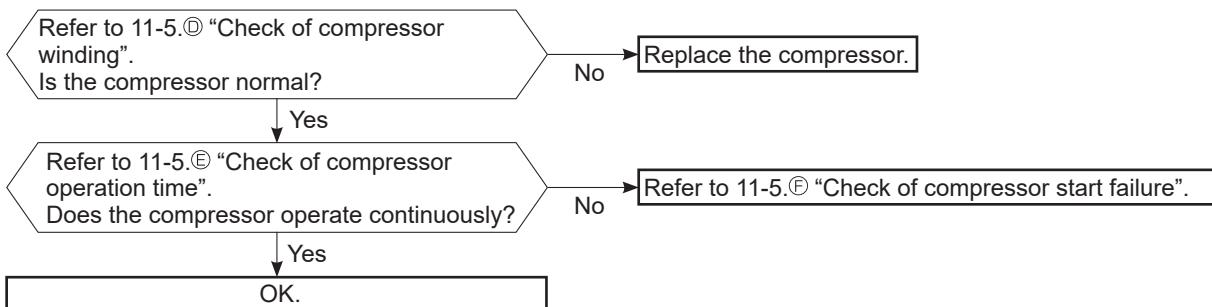 Refer to 11-5.Ⓓ “Check of compressor
winding”.
Is the compressor normal?
No
Replace the compressor.
Yes
Refer to 11-5.Ⓔ “Check of compressor
operation time”.
Does the compressor operate continuously?
No
Refer to 11-5.Ⓕ “Check of compressor start failure”.
Yes
OK.